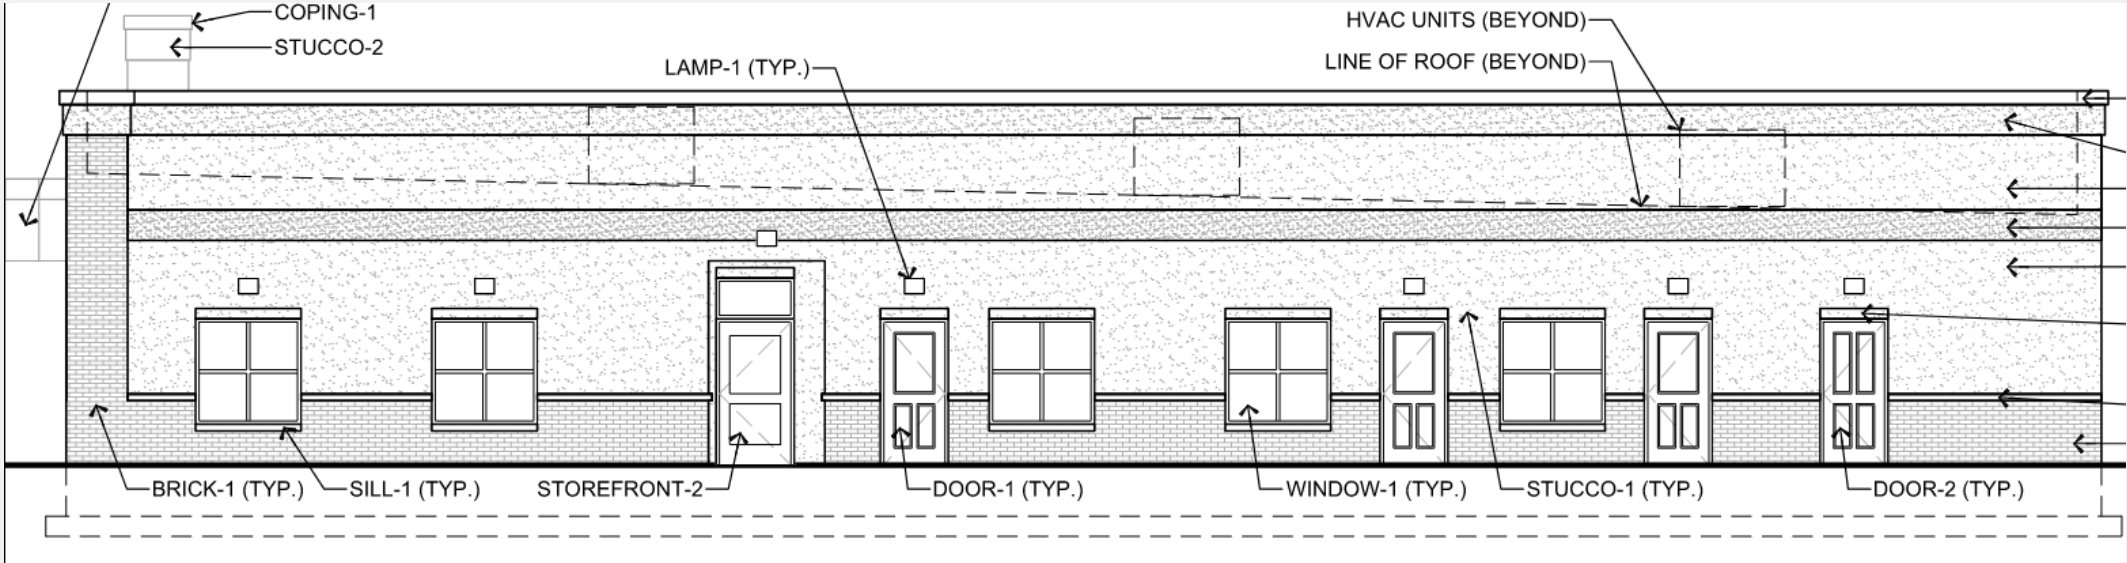 COPING-1
STUCCO-2
LAMP-1 (TYP.)
HVAC UNITS (BEYOND)
LINE OF ROOF (BEYOND)
BRICK-1 (TYP.)
SILL-1 (TYP.)
STOREFRONT-2
DOOR-1 (TYP.)
WINDOW-1 (TYP.)
STUCCO-1 (TYP.)
DOOR-2 (TYP.)